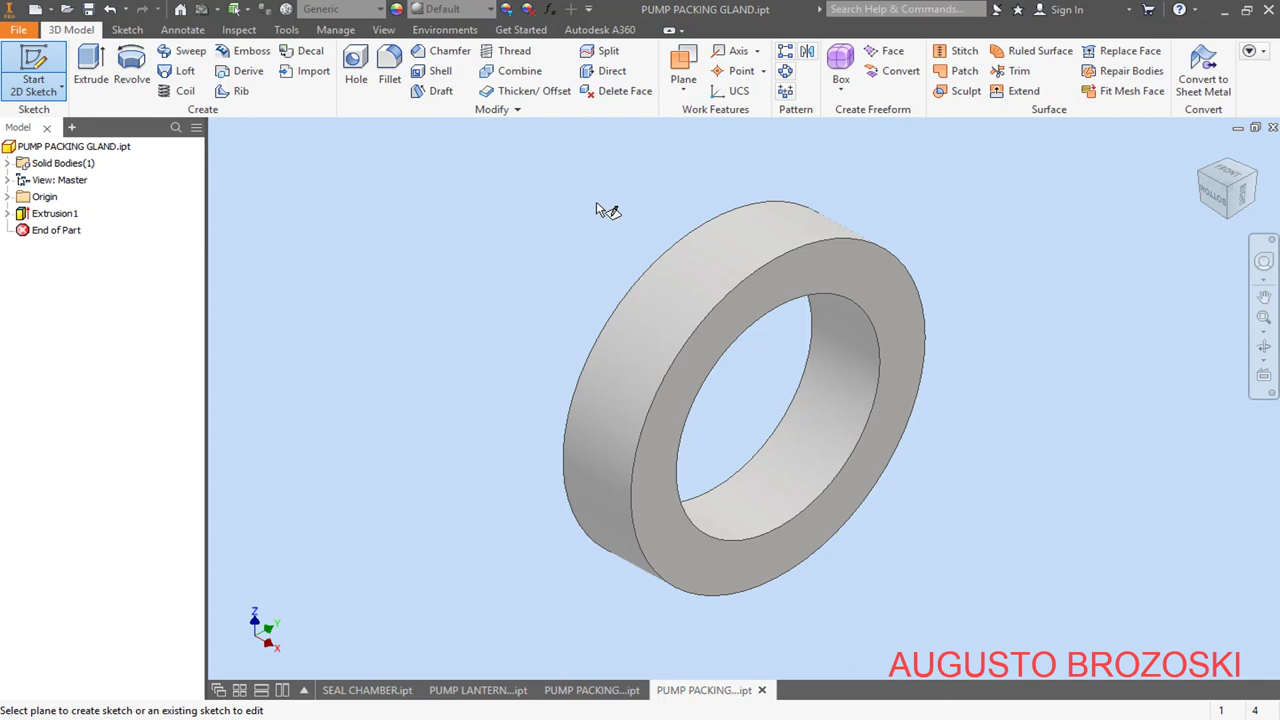 PRO
Generic
Default
PUMP PACKING GLAND.ipt
Search Help & Commands...
Sign In
File
3D Model
Sketch
Annotate
Inspect
Tools
Manage
View
Environments
Get Started
Autodesk A360
Start
2D Sketch
Sketch
Extrude
Revolve
Sweep
Loft
Coil
Emboss
Derive
Rib
Decal
Import
Create
Hole
Fillet
Chamfer
Shell
Draft
Thread
Combine
Thicken/ Offset
Split
Direct
Delete Face
Modify
Plane
Axis
Point
UCS
Work Features
Pattern
Box
Face
Convert
Create Freeform
Stitch
Patch
Sculpt
Ruled Surface
Trim
Extend
Replace Face
Repair Bodies
Fit Mesh Face
Surface
Convert to
Sheet Metal
Convert
Model
PUMP PACKING GLAND.ipt
Solid Bodies(1)
View: Master
Origin
Extrusion1
End of Part
FRONT
BOTTOM
RIGHT
Z
Y
X
AUGUSTO BROZOSKI
SEAL CHAMBER.ipt
PUMP LANTERN...ipt
PUMP PACKING...ipt
PUMP PACKING...ipt
Select plane to create sketch or an existing sketch to edit
1
4